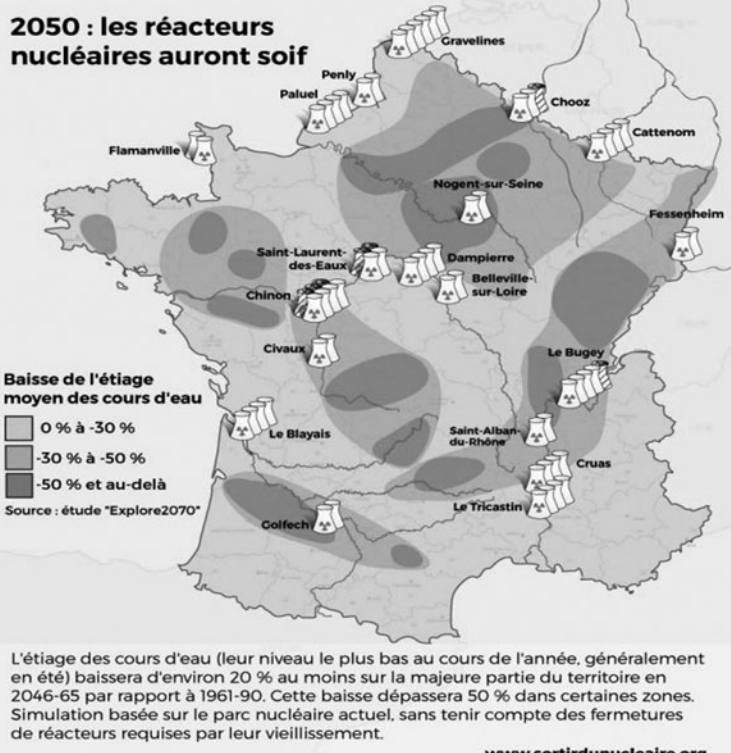 2050 : les réacteurs
nucléaires auront soif
Gravelines
Penly
Paluel
Chooz
Cattenom
Flamanville
Nogent-sur-Seine
Fessenheim
Saint-Laurent-
des-Eaux
Dampierre
Belleville-
sur-Loire
Chinon
Civaux
Le Bugey
Baisse de l'étiage
moyen des cours d'eau
0 % à -30 %
-30 % à -50 %
-50 % et au-delà
Source : étude "Explore2070"
Le Blayais
Saint-Alban-
du-Rhône
Cruas
Le Tricastin
Golfech
L'étiage des cours d'eau (leur niveau le plus bas au cours de l'année, généralement
en été) baissera d'environ 20 % au moins sur la majeure partie du territoire en
2046-65 par rapport à 1961-90. Cette baisse dépassera 50 % dans certaines zones.
Simulation basée sur le parc nucléaire actuel, sans tenir compte des fermetures
de réacteurs requises par leur vieillissement.
www.sortirdunucleaire.org